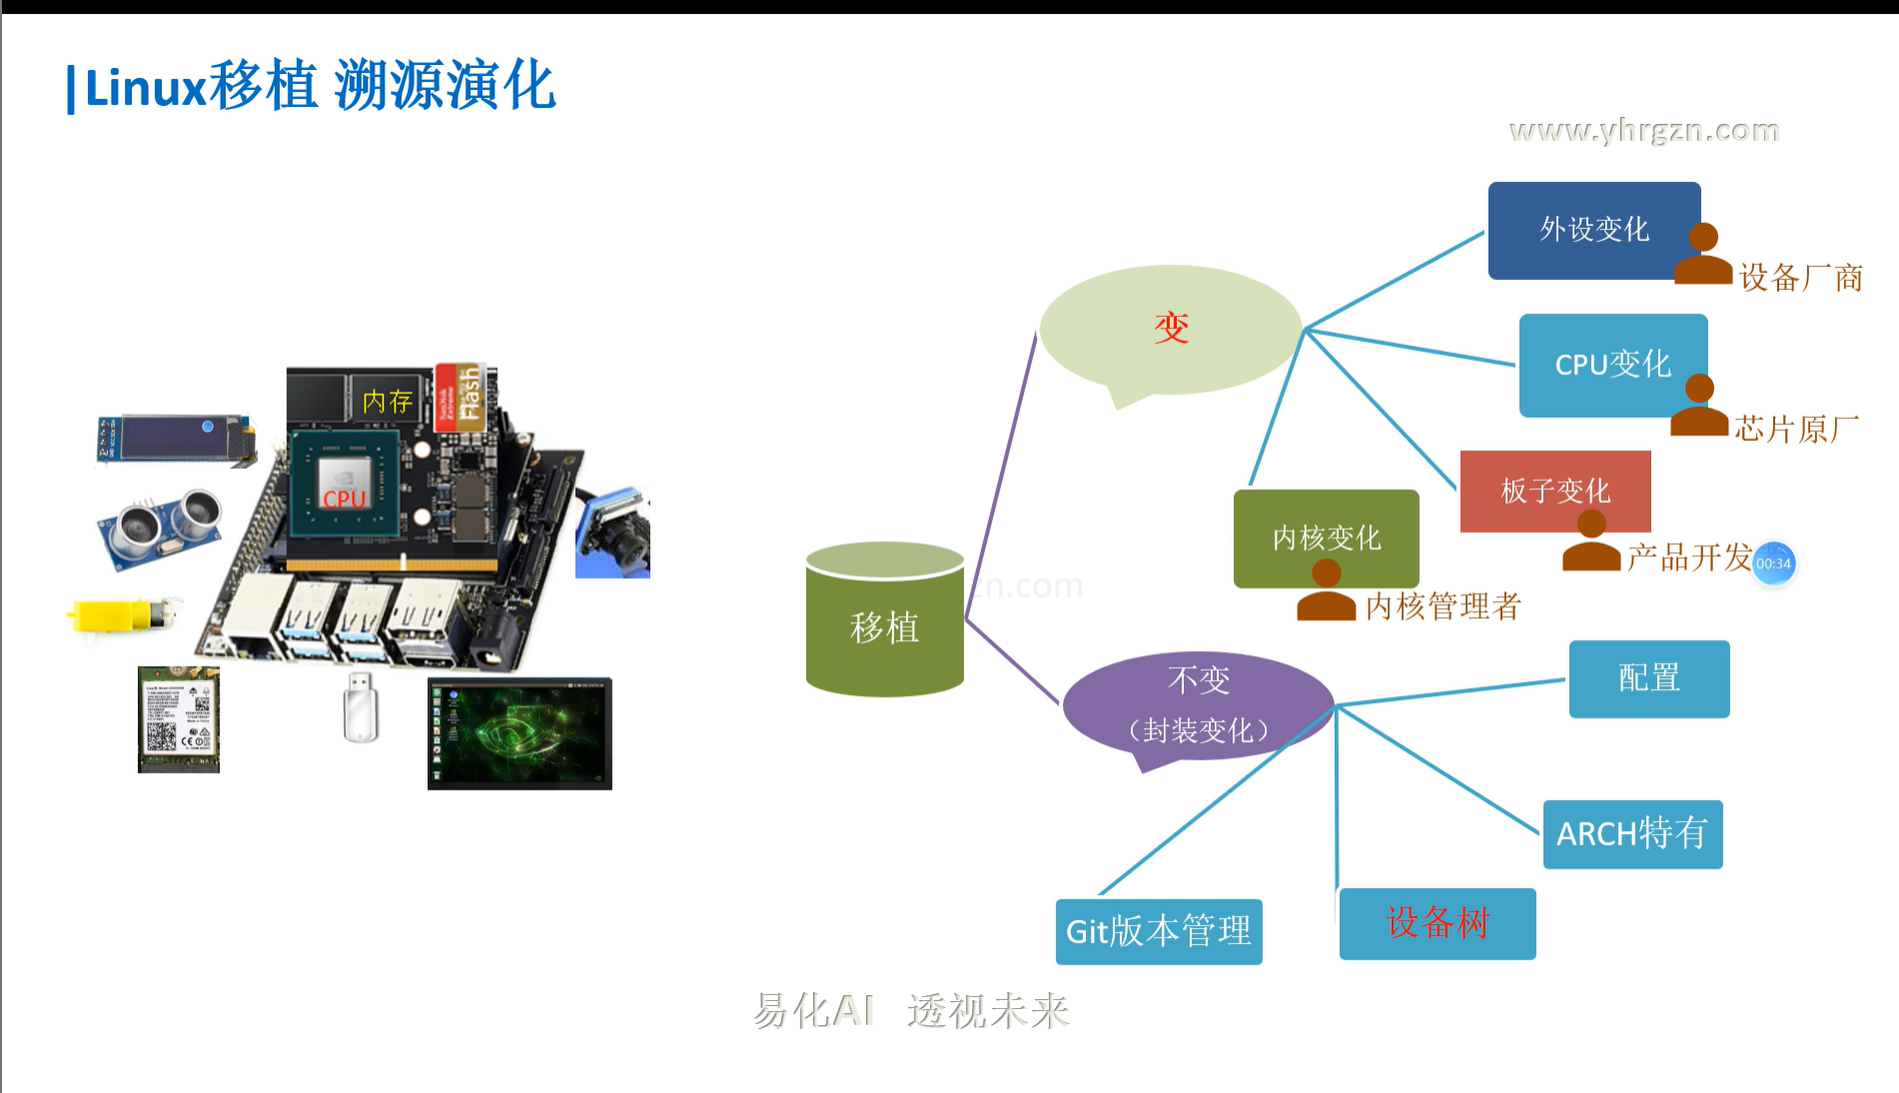 Linux移植 溯源演化
www.yhrgzn.com
外设变化
设备厂商
变
CPU变化
芯片原厂
内存
SanDisk
Extreme
Flash
CPU
板子变化
产品开发
00:34
内核变化
内核管理者
zn.com
移植
不变
（封装变化）
配置
ARCH特有
Git版本管理
设备树
易化AI 透视未来